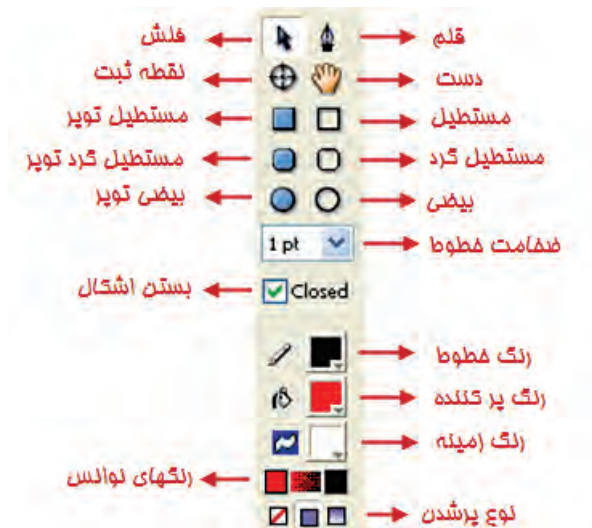 فلش
قلم
نقطه ثبت
دست
مستطیل توپر
مستطیل
مستطیل گرد توپر
مستطیل گرد
بیضی توپر
بیضی
1 pt
ضخامت خطوط
بستن اشکال
Closed
رنگ خطوط
رنگ پر کننده
رنگ زمینه
رنگهای نوانس
نوع پرشدن